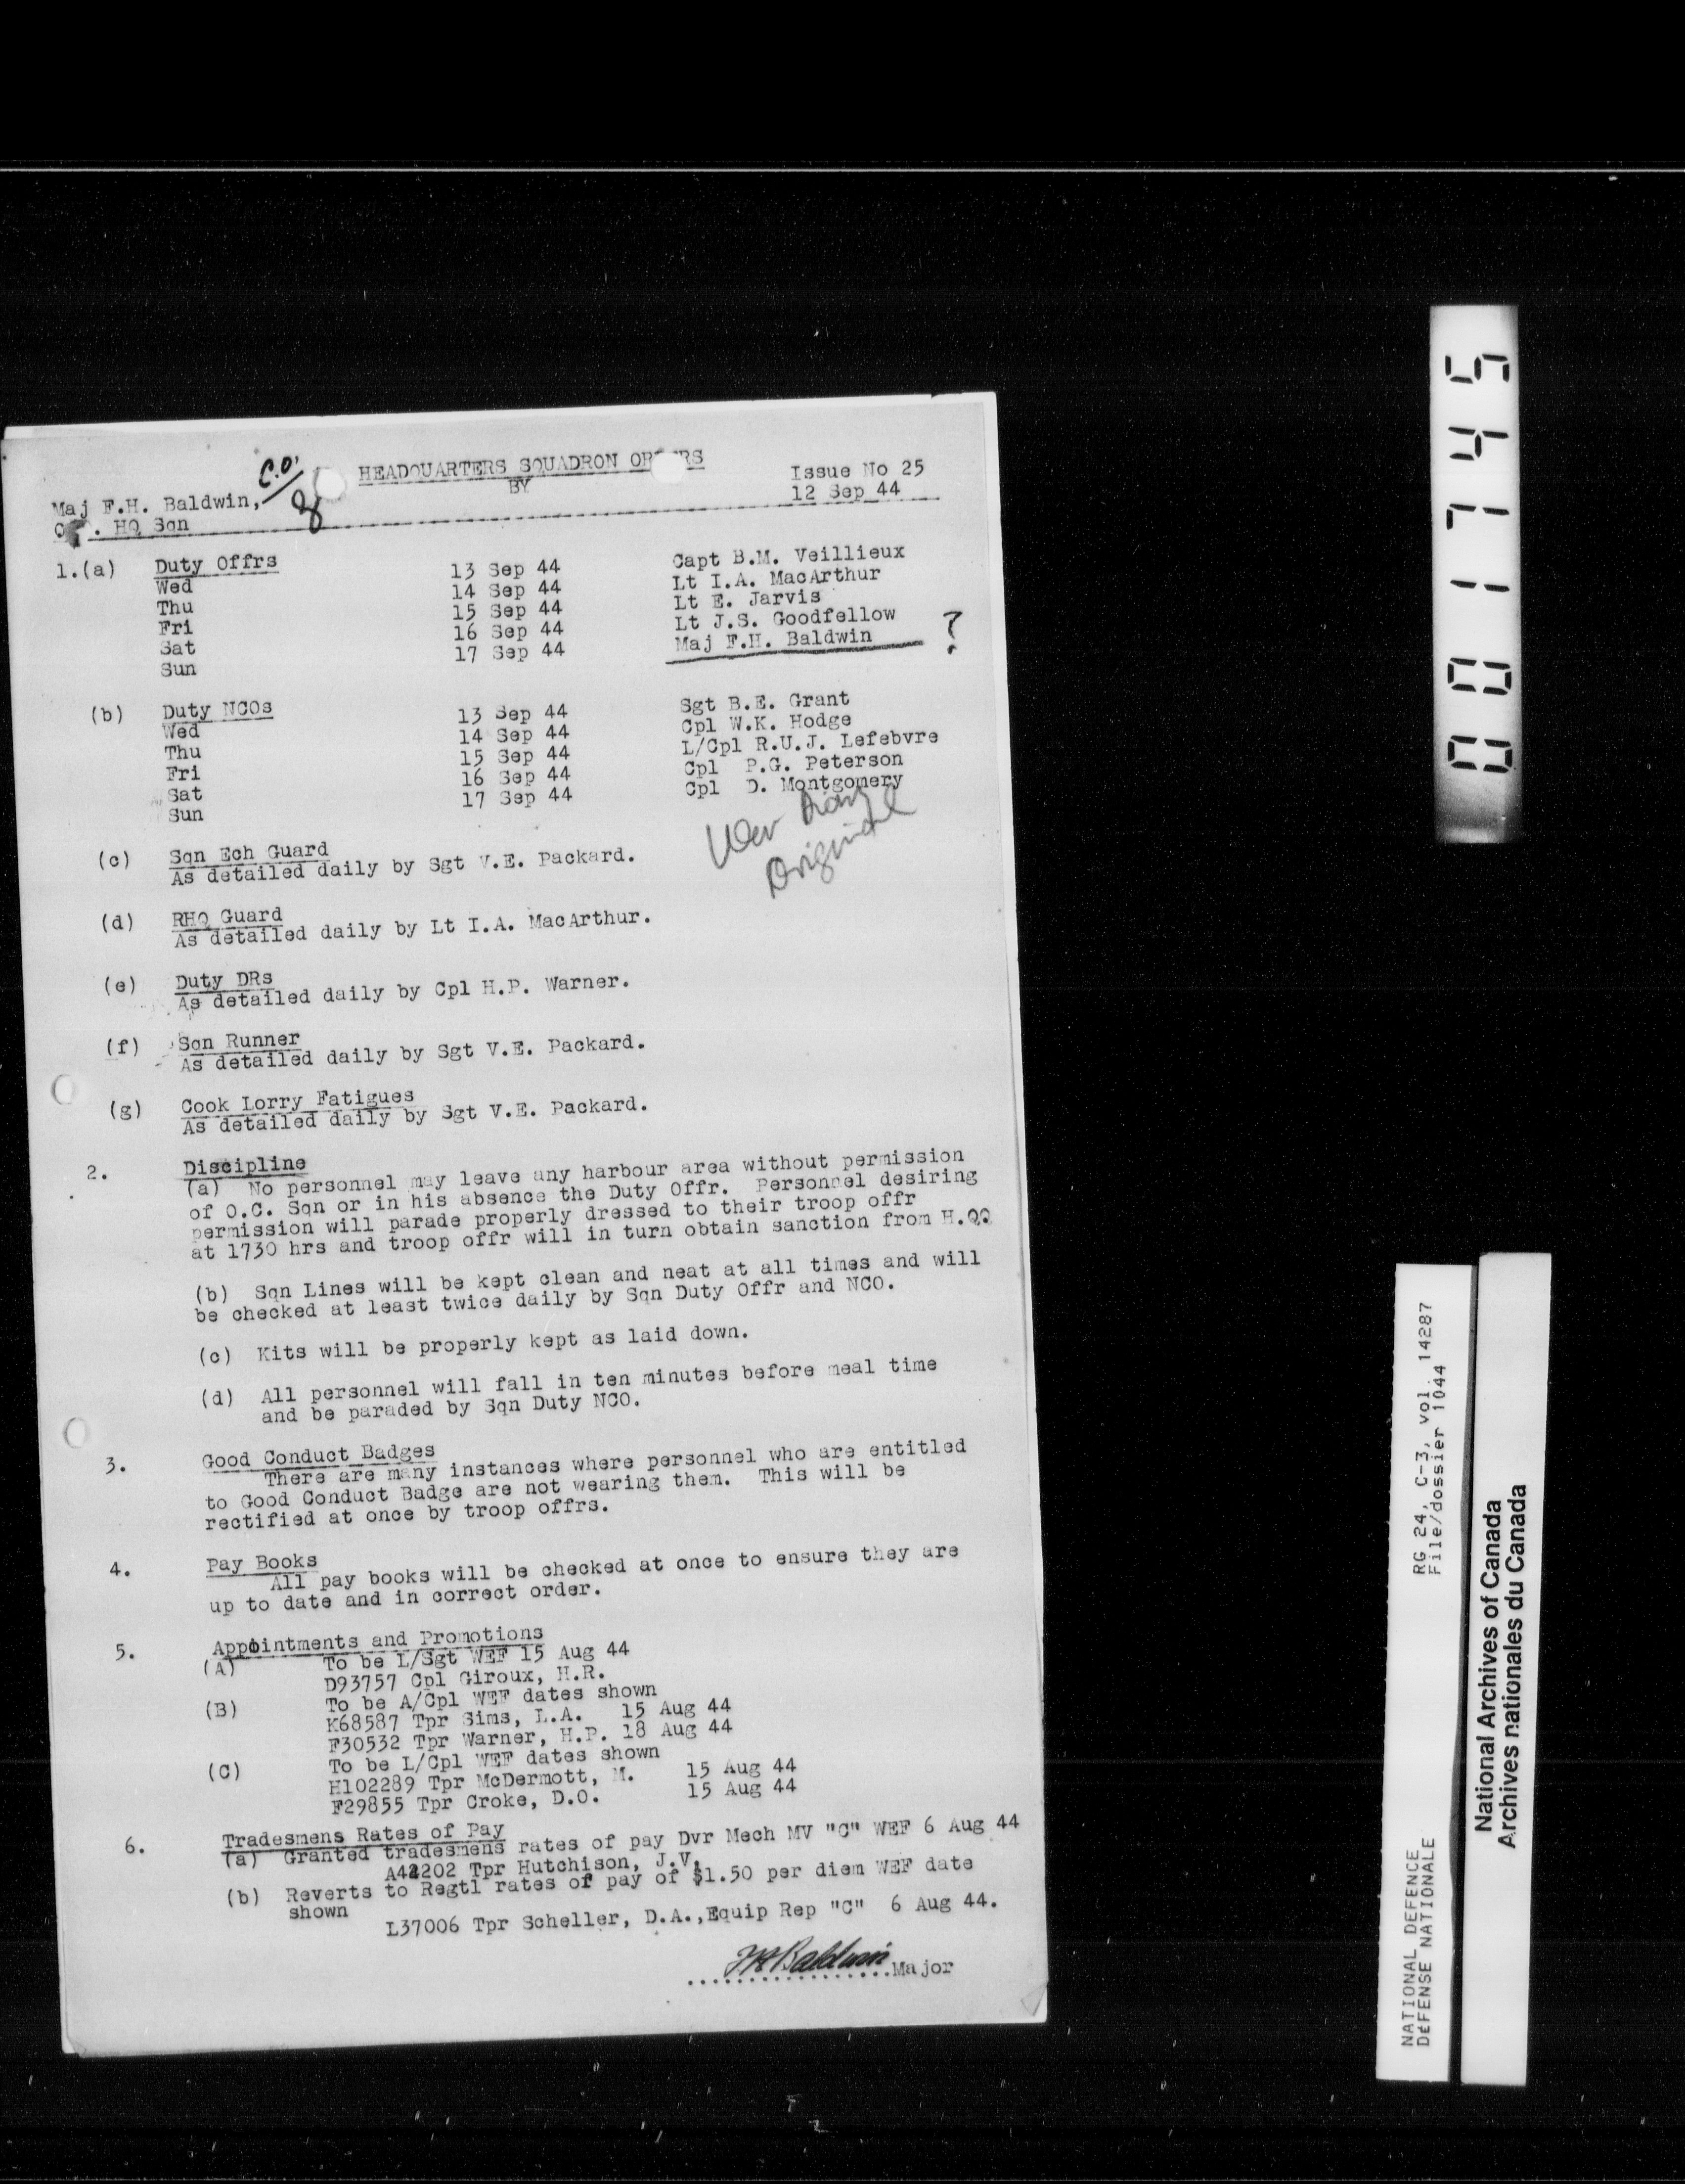 C.O.
HEADQUARTERS SQUADRON OR RS
BY
Issue No 25
12 Sep 44
Maj F.H. Baldwin,
O . HQ Sqn
1.(a) Duty Offrs
Wed 13 Sep 44 Capt B.M. Veillieux
Thu 14 Sep 44 Lt I.A. MacArthur
Fri 15 Sep 44 Lt E. Jarvis
Sat 16 Sep 44 Lt J.S. Goodfellow
Sun 17 Sep 44 Maj F.H. Baldwin ?
(b) Duty NCOs
Wed 13 Sep 44 Sgt B.E. Grant
Thu 14 Sep 44 Cpl W.K. Hodge
Fri 15 Sep 44 L/Cpl R.U.J. Lefebvre
Sat 16 Sep 44 Cpl P.G. Peterson
Sun 17 Sep 44 Cpl D. Montgomery
War Diary
Original
(c) Sqn Ech Guard
As detailed daily by Sgt V.E. Packard.
(d) RHQ Guard
As detailed daily by Lt I.A. MacArthur.
(e) Duty DRs
As detailed daily by Cpl H.P. Warner.
(f) Sqn Runner
As detailed daily by Sgt V.E. Packard.
(g) Cook Lorry Fatigues
As detailed daily by Sgt V.E. Packard.
2. Discipline
(a) No personnel may leave any harbour area without permission
of O.C. Sqn or in his absence the Duty Offr. Personnel desiring
permission will parade properly dressed to their troop offr
at 1730 hrs and troop offr will in turn obtain sanction from H.QQ
(b) Sqn Lines will be kept clean and neat at all times and will
be checked at least twice daily by Sqn Duty Offr and NCO.
(c) Kits will be properly kept as laid down.
(d) All personnel will fall in ten minutes before meal time
and be paraded by Sqn Duty NCO.
3. Good Conduct Badges
There are many instances where personnel who are entitled
to Good Conduct Badge are not wearing them. This will be
rectified at once by troop offrs.
4. Pay Books
All pay books will be checked at once to ensure they are
up to date and in correct order.
5. Appointments and Promotions
(A) To be L/Sgt WEF 15 Aug 44
D93757 Cpl Giroux, H.R.
(B) To be A/Cpl WEF dates shown
K68587 Tpr Sims, L.A. 15 Aug 44
F30532 Tpr Warner, H.P. 18 Aug 44
(C) To be L/Cpl WEF dates shown
H102289 Tpr McDermott, M. 15 Aug 44
F29855 Tpr Croke, D.O. 15 Aug 44
6. Tradesmens Rates of Pay
(a) Granted tradesmens rates of pay Dvr Mech MV "C" WEF 6 Aug 44
Tpr Hutchison, J.V.
(b) Reverts to Regtl rates of pay of $1.50 per diem WEF date
shown
L37006 Tpr Scheller, D.A.,Equip Rep "C" 6 Aug 44.
FH Baldwin
.................Major
001745
RG 24, C-3, vol. 14287
File/dossier 1044
NATIONAL DEFENCE
DÉFENSE NATIONALE
National Archives of Canada
Archives nationales du Canada